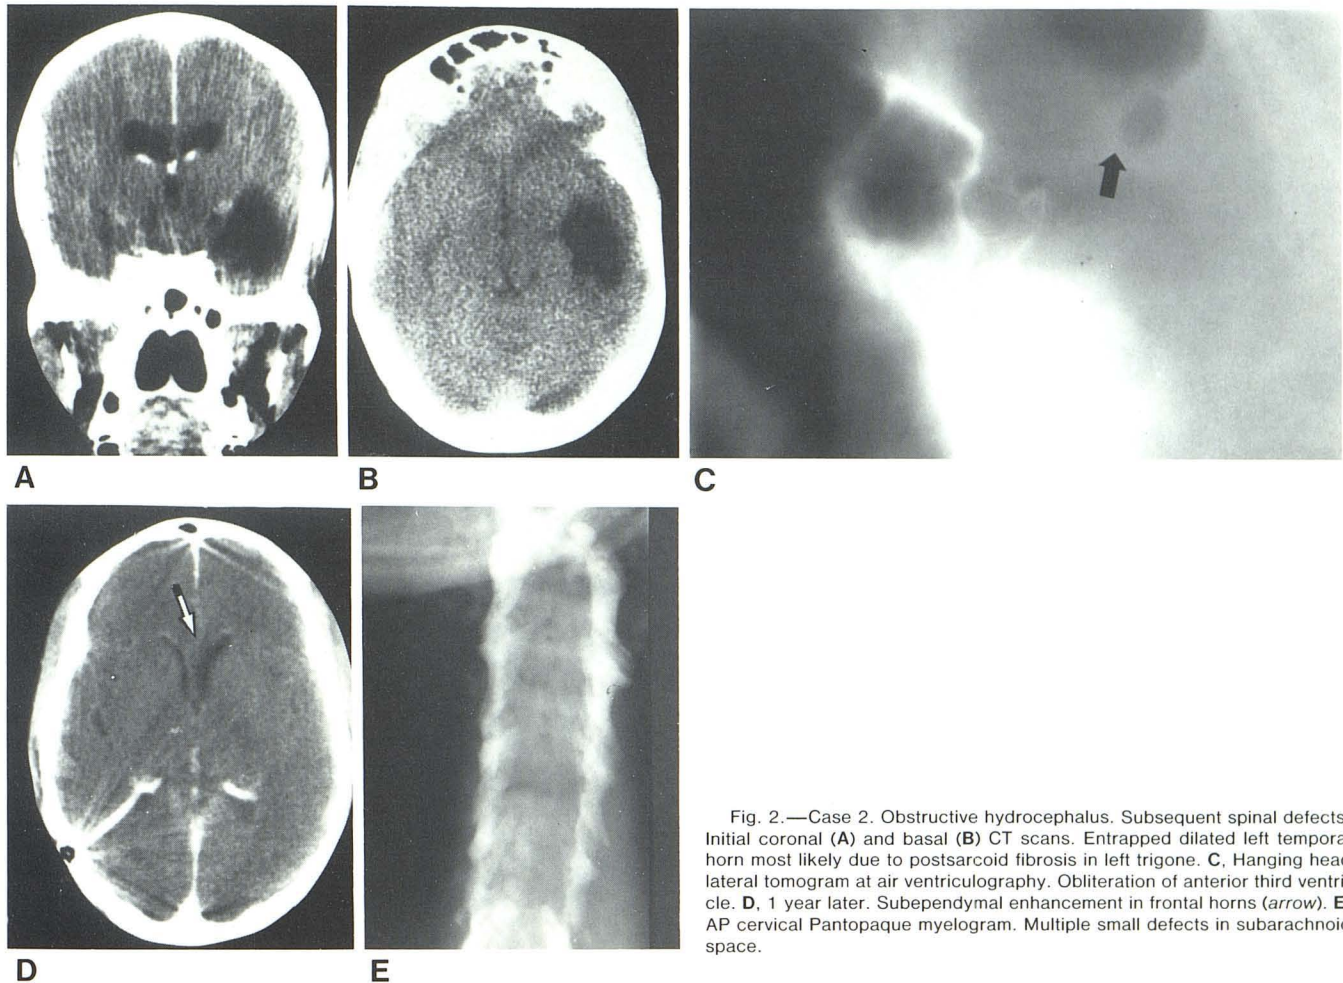 A
B
C
D
E
Fig. 2.—Case 2. Obstructive hydrocephalus. Subsequent spinal defects
Initial coronal (A) and basal (B) CT scans. Entrapped dilated left tempora
horn most likely due to postsarcoid fibrosis in left trigone. C, Hanging hea
lateral tomogram at air ventriculography. Obliteration of anterior third ventri-
cle. D, 1 year later. Subependymal enhancement in frontal horns (arrow). E
AP cervical Pantopaque myelogram. Multiple small defects in subarachnoi
space.